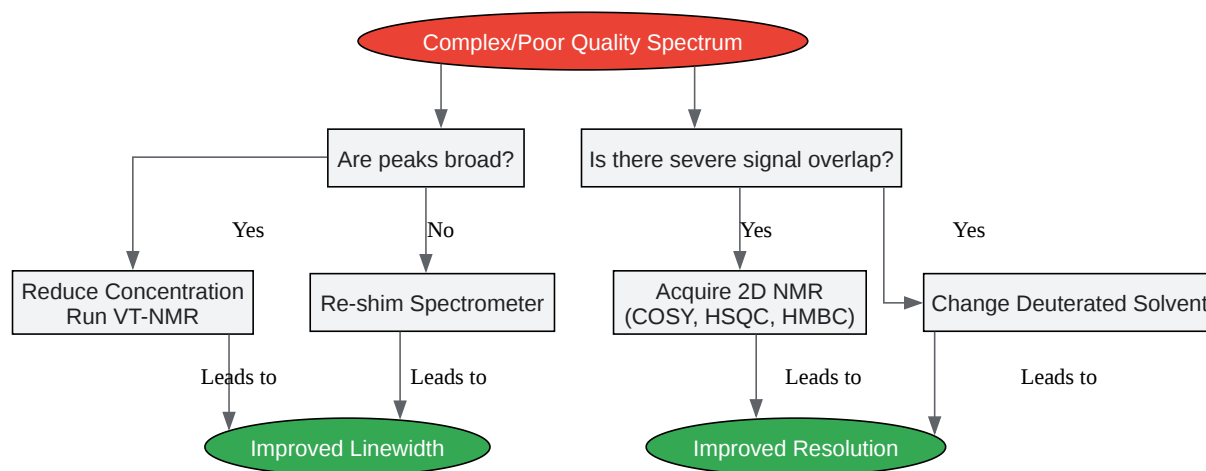 Complex/Poor Quality Spectrum
Are peaks broad?
Is there severe signal overlap?
Yes
No
Yes
Yes
Reduce Concentration
Run VT-NMR
Re-shim Spectrometer
Acquire 2D NMR
(COSY, HSQC, HMBC)
Change Deuterated Solvent
Leads to
Leads to
Leads to
Leads to
Improved Linewidth
Improved Resolution